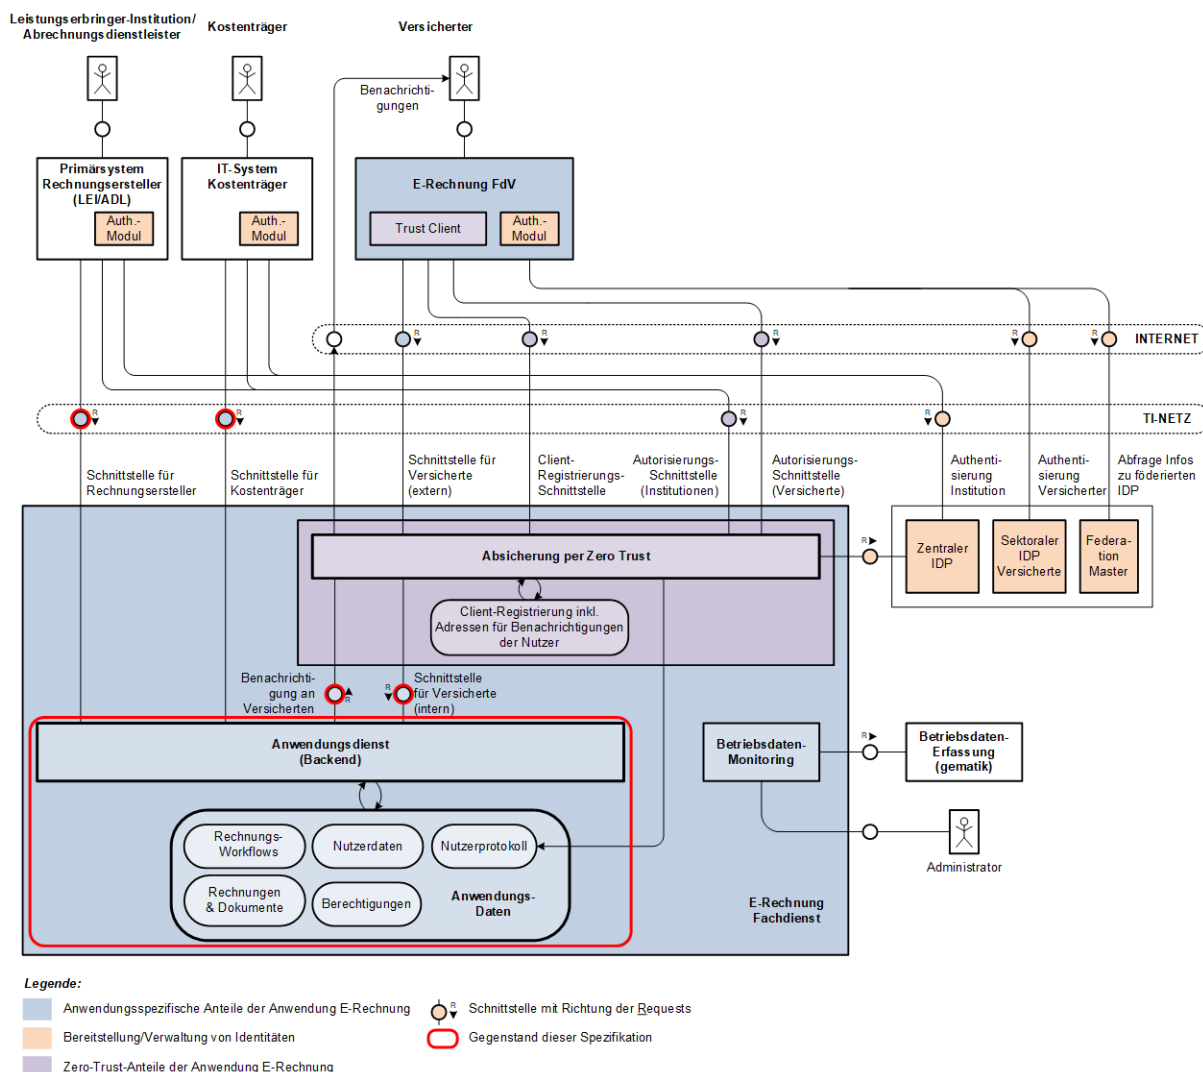 Leistungserbringer-Institution/
Abrechnungsdienstleister
Kostenträger
Versicherter
Benachrichti-
gungen
Primärsystem
Rechnungsersteller
(LEI/ADL)
Auth.-
Modul
IT-System
Kostenträger
Auth.-
Modul
E-Rechnung FdV
Trust Client
Auth.-
Modul
R
R
R
R
R
INTERNET
R
R
R
R
TI-NETZ
Schnittstelle für
Rechnungsersteller
Schnittstelle für
Kostenträger
Schnittstelle für
Versicherte
(extern)
Client-
Registrierungs-
Schnittstelle
Autorisierungs-
Schnittstelle
(Institutionen)
Autorisierungs-
Schnittstelle
(Versicherte)
Authenti-
sierung
Institution
Authenti-
sierung
Versicherter
Abfrage Infos
zu föderierten
IDP
Absicherung per Zero Trust
R
Zentraler
IDP
Sektoraler
IDP
Versicherte
Federa-
tion
Master
Client-Registrierung inkl.
Adressen für Benachrichtigungen
der Nutzer
Benachrichti-
gung an
Versicherten
R
R
Schnittstelle
für Versicherte
(intern)
Anwendungsdienst
(Backend)
Betriebsdaten-
Monitoring
R
Betriebsdaten-
Erfassung
(gematik)
Rechnungs-
Workflows
Nutzerdaten
Nutzerprotokoll
Rechnungen
& Dokumente
Berechtigungen
Anwendungs-
Daten
Administrator
E-Rechnung
Fachdienst
Legende:
Anwendungsspezifische Anteile der Anwendung E-Rechnung
R
Schnittstelle mit Richtung der Requests
Bereitstellung/Verwaltung von Identitäten
Gegenstand dieser Spezifikation
Zero-Trust-Anteile der Anwendung E-Rechnung